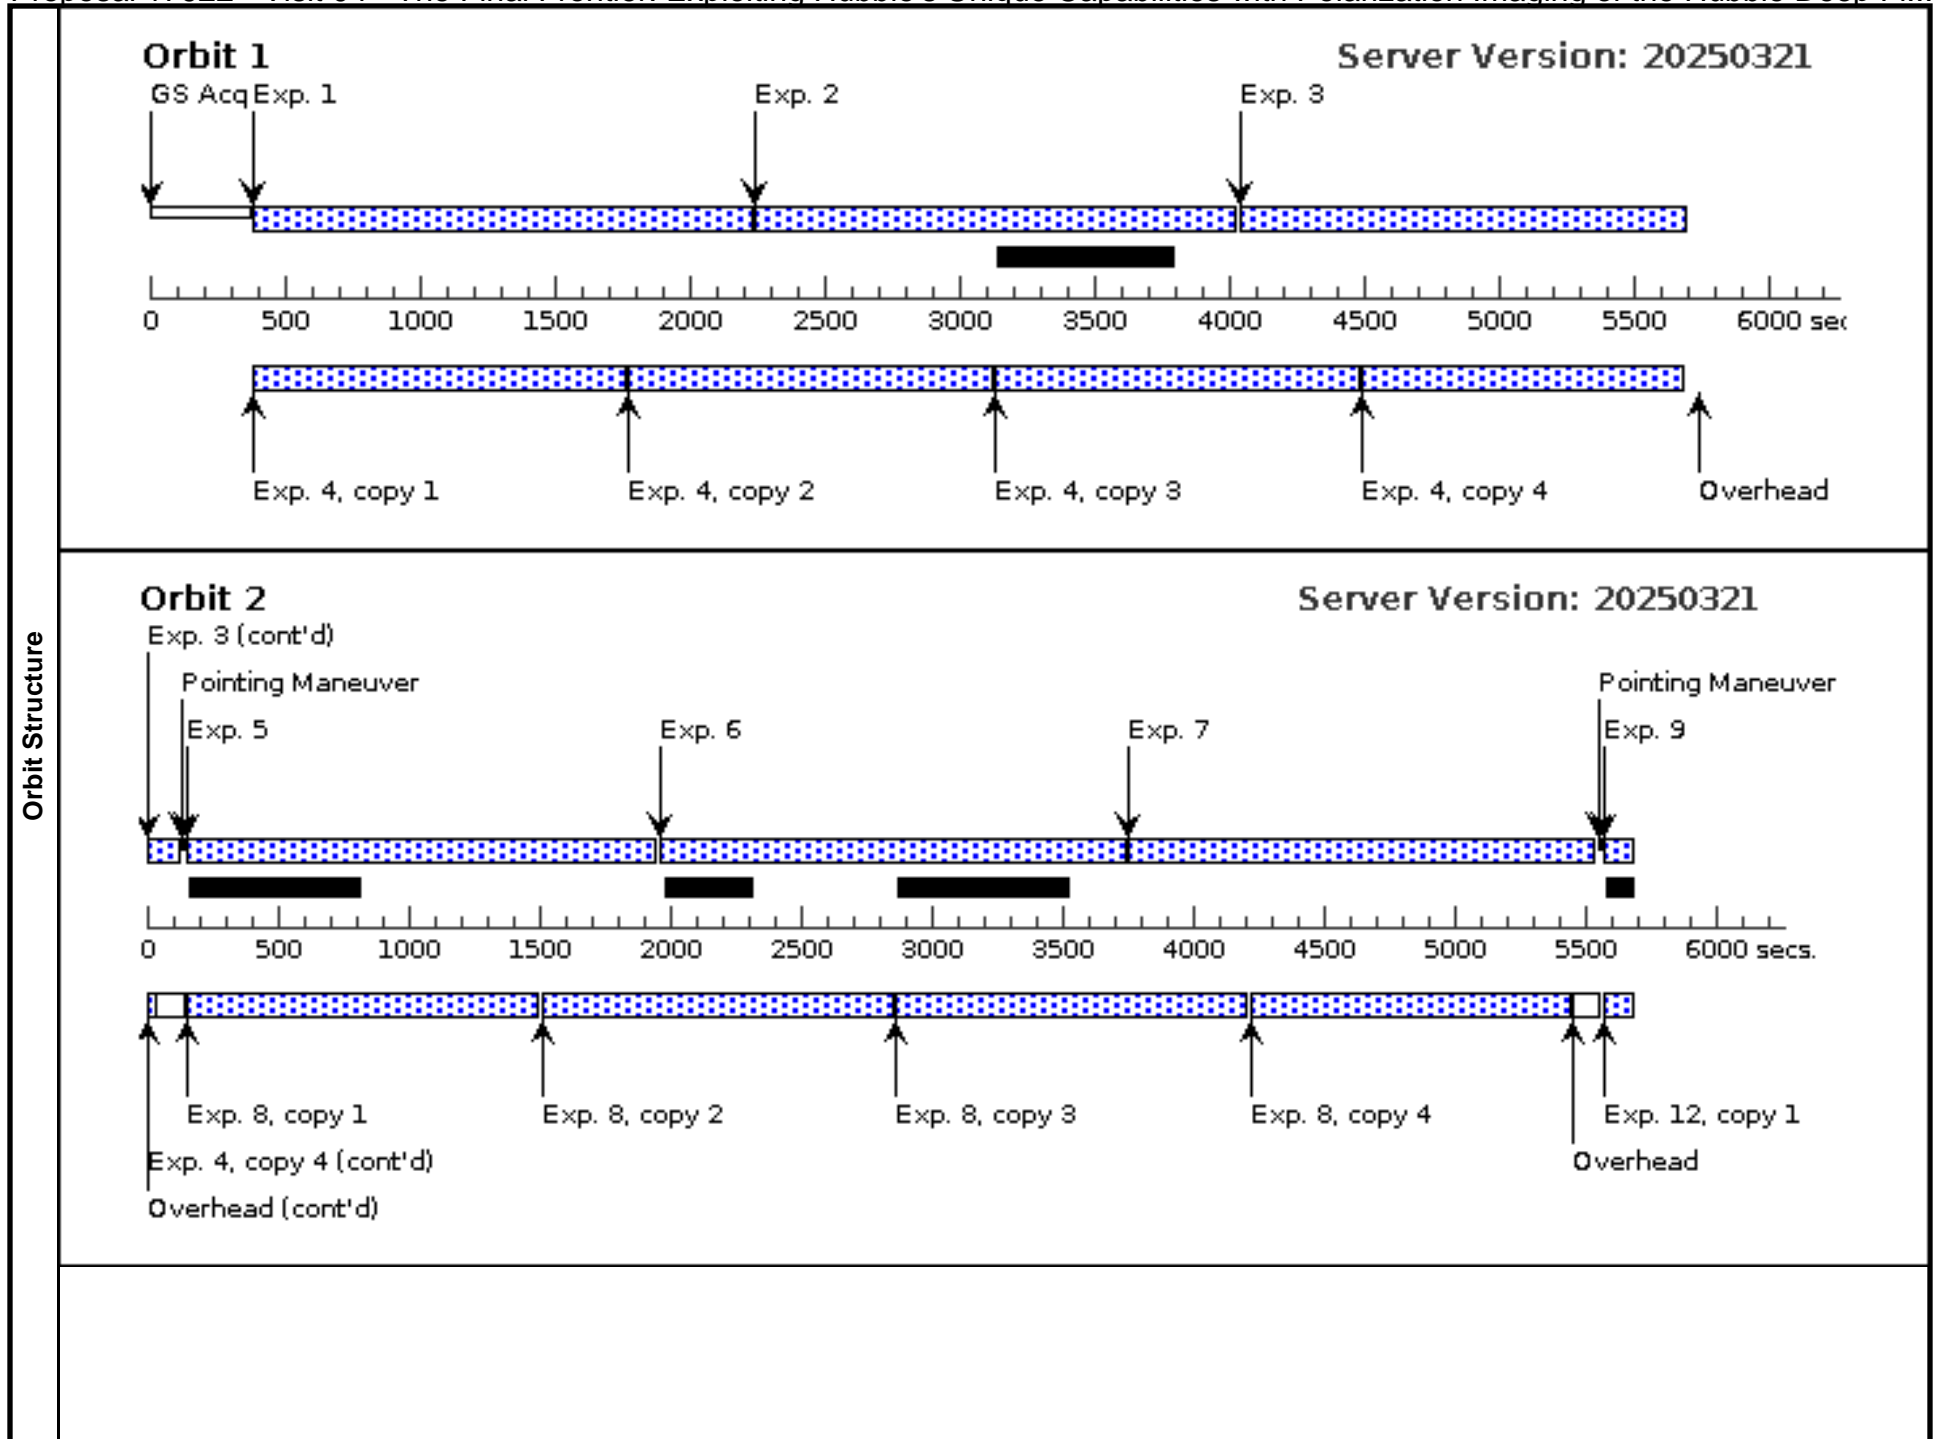 Orbit Structure
Orbit 1
Server Version: 20250321
GS Acq Exp. 1 Exp. 2 Exp. 3
0 500 1000 1500 2000 2500 3000 3500 4000 4500 5000 5500 6000
Exp. 4, copy 1 Exp. 4, copy 2 Exp. 4, copy 3 Exp. 4, copy 4 Overhead
Orbit 2
Server Version: 20250321
Exp. 3 (cont'd)
Pointing Maneuver Pointing Maneuver
Exp. 5 Exp. 6 Exp. 7 Exp. 9
0 500 1000 1500 2000 2500 3000 3500 4000 4500 5000 5500 6000 secs.
Exp. 8, copy 1 Exp. 8, copy 2 Exp. 8, copy 3 Exp. 8, copy 4 Exp. 12, copy 1
Exp. 4, copy 4 (cont'd) Overhead
Overhead (cont'd)